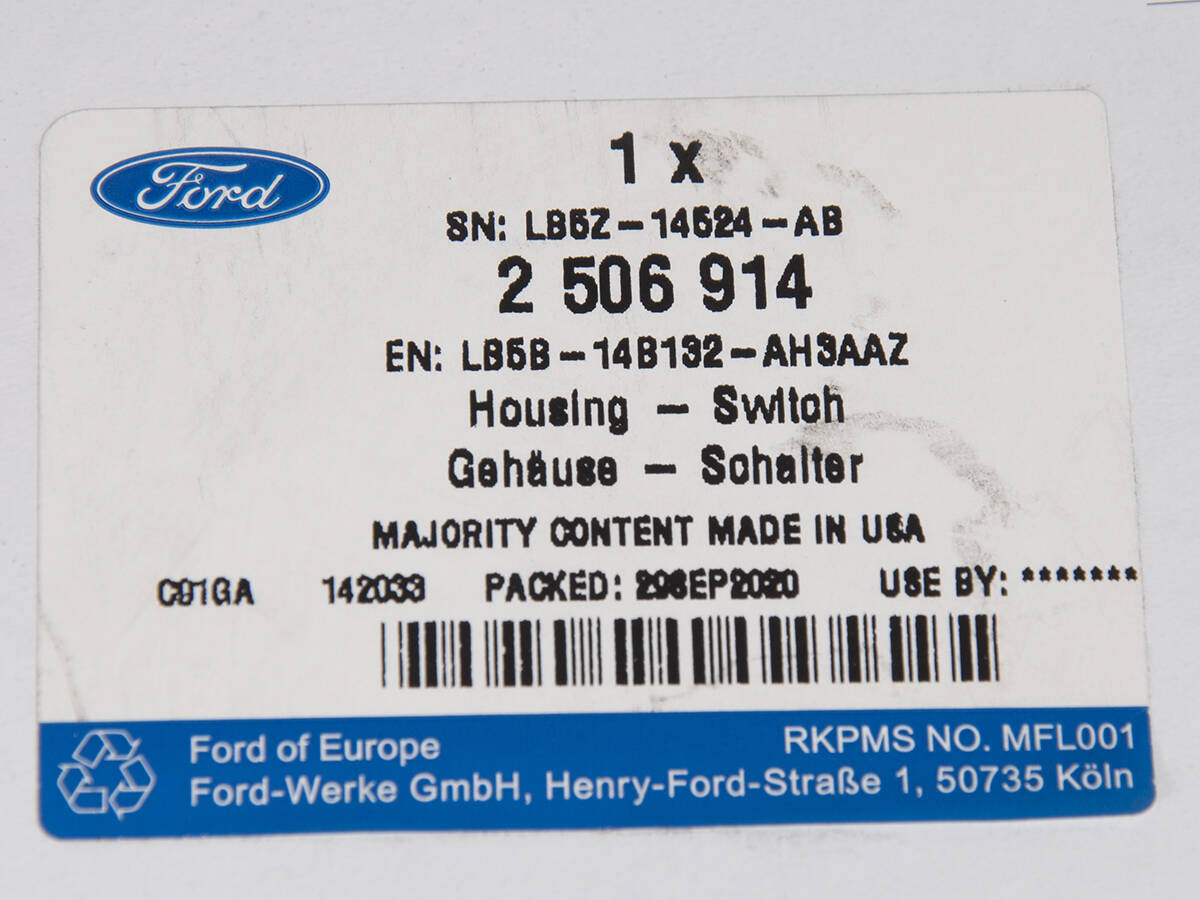 Ford
1 x
SN: LB5Z-14524-AB
2 506 914
EN: LB5B-14B132-AH3AAZ
Housing - Switch
Gehäuse - Schalter
MAJORITY CONTENT MADE IN USA
C91GA 142033 PACKED: 29SEP2020 USE BY: *******
Ford of Europe RKPMS NO. MFL001
Ford-Werke GmbH, Henry-Ford-Straße 1, 50735 Köln